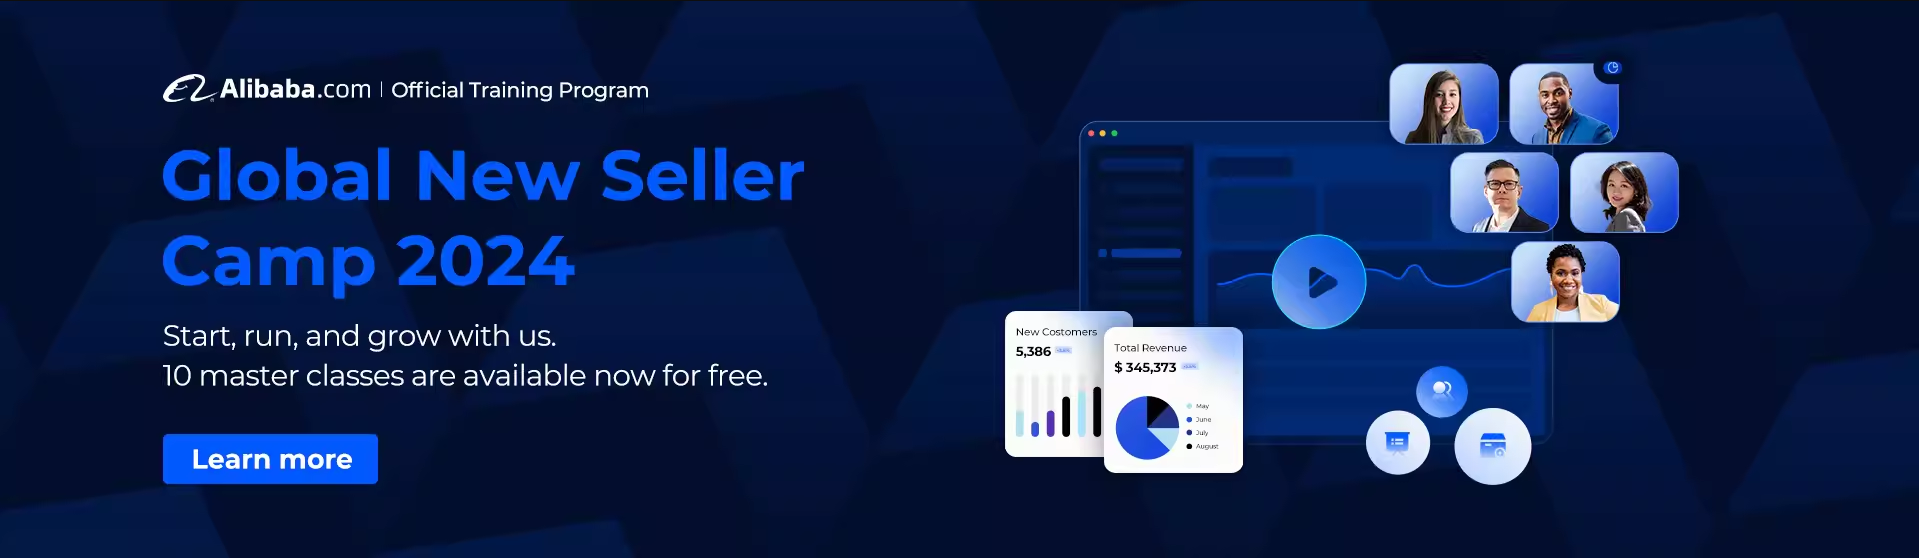 Alibaba.com | Official Training Program
Global New Seller
Camp 2024
Start, run, and grow with us.
10 master classes are available now for free.
Learn more
New Costomers
5,386
Total Revenue
$ 345,373
May
June
July
August